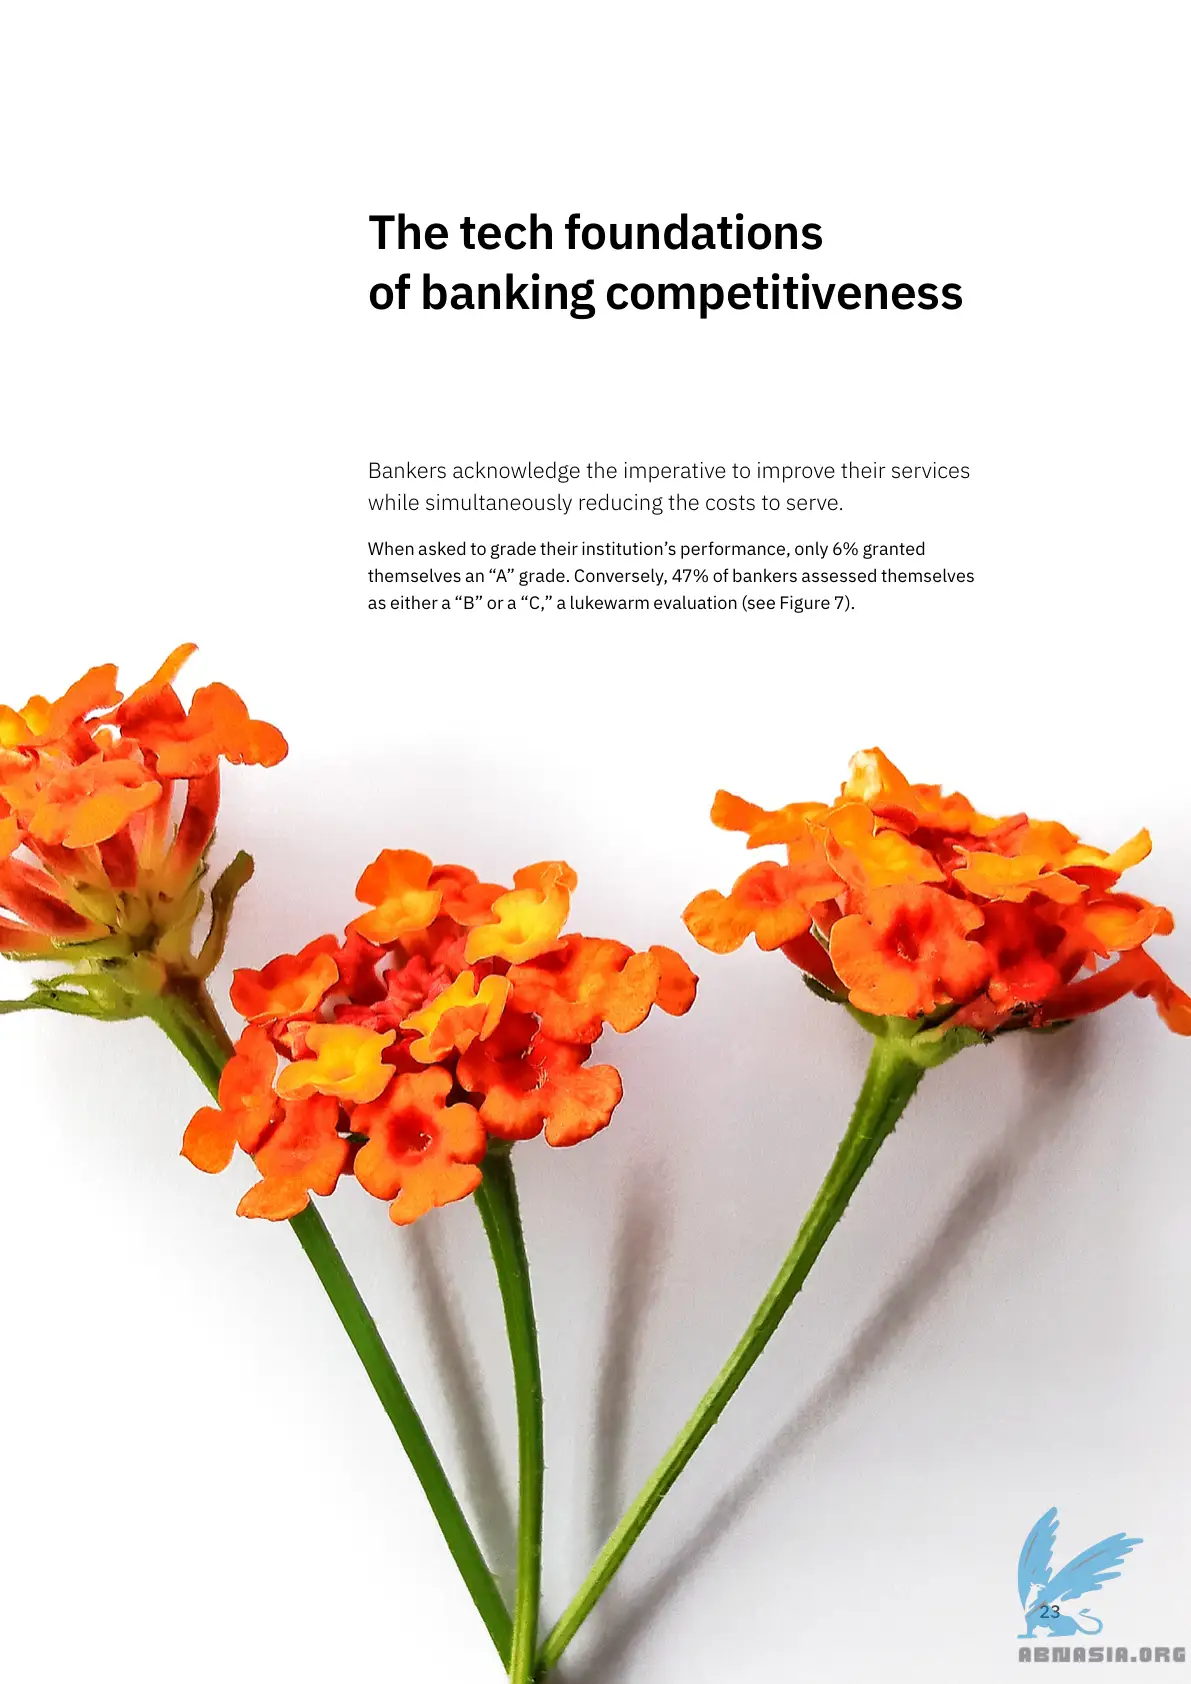 The tech foundations
of banking competitiveness
Bankers acknowledge the imperative to improve their services
while simultaneously reducing the costs to serve.
When asked to grade their institution’s performance, only 6% granted
themselves an “A” grade. Conversely, 47% of bankers assessed themselves
as either a “B” or a “C,” a lukewarm evaluation (see Figure 7).
23
ABNASIA.ORG